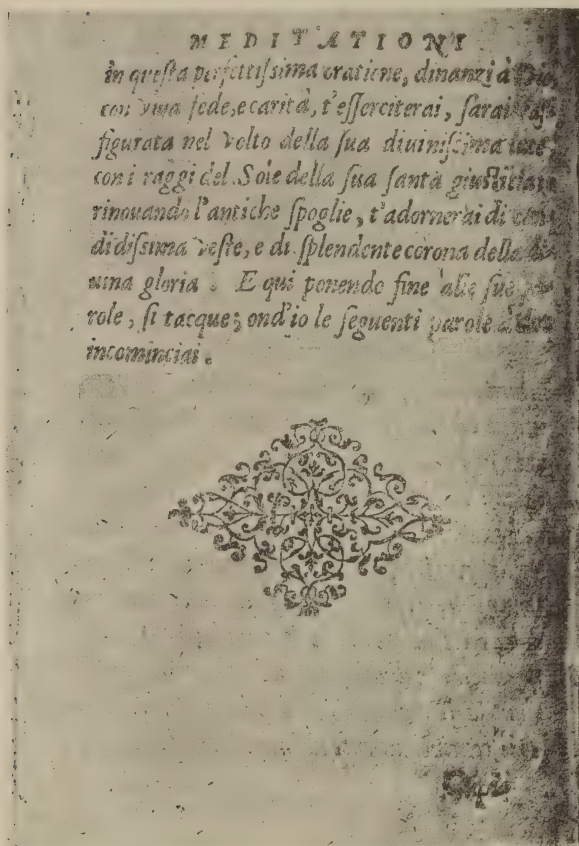 MEDITATIONI
in questa perfettissima oratione, dinanzi à Dio,
con viua fede, e carità, t'esserciterai, sarai
figurata nel volto della sua diuinissima luce
con i raggi del Sole della sua santa giustitia,
rinouando l'antiche spoglie, t'adornerai di can
didissima veste, e di splendente corona della di
uina gloria. E qui ponendo fine alle sue pa
role, si tacque; ond'io le seguenti parole
incominciai.